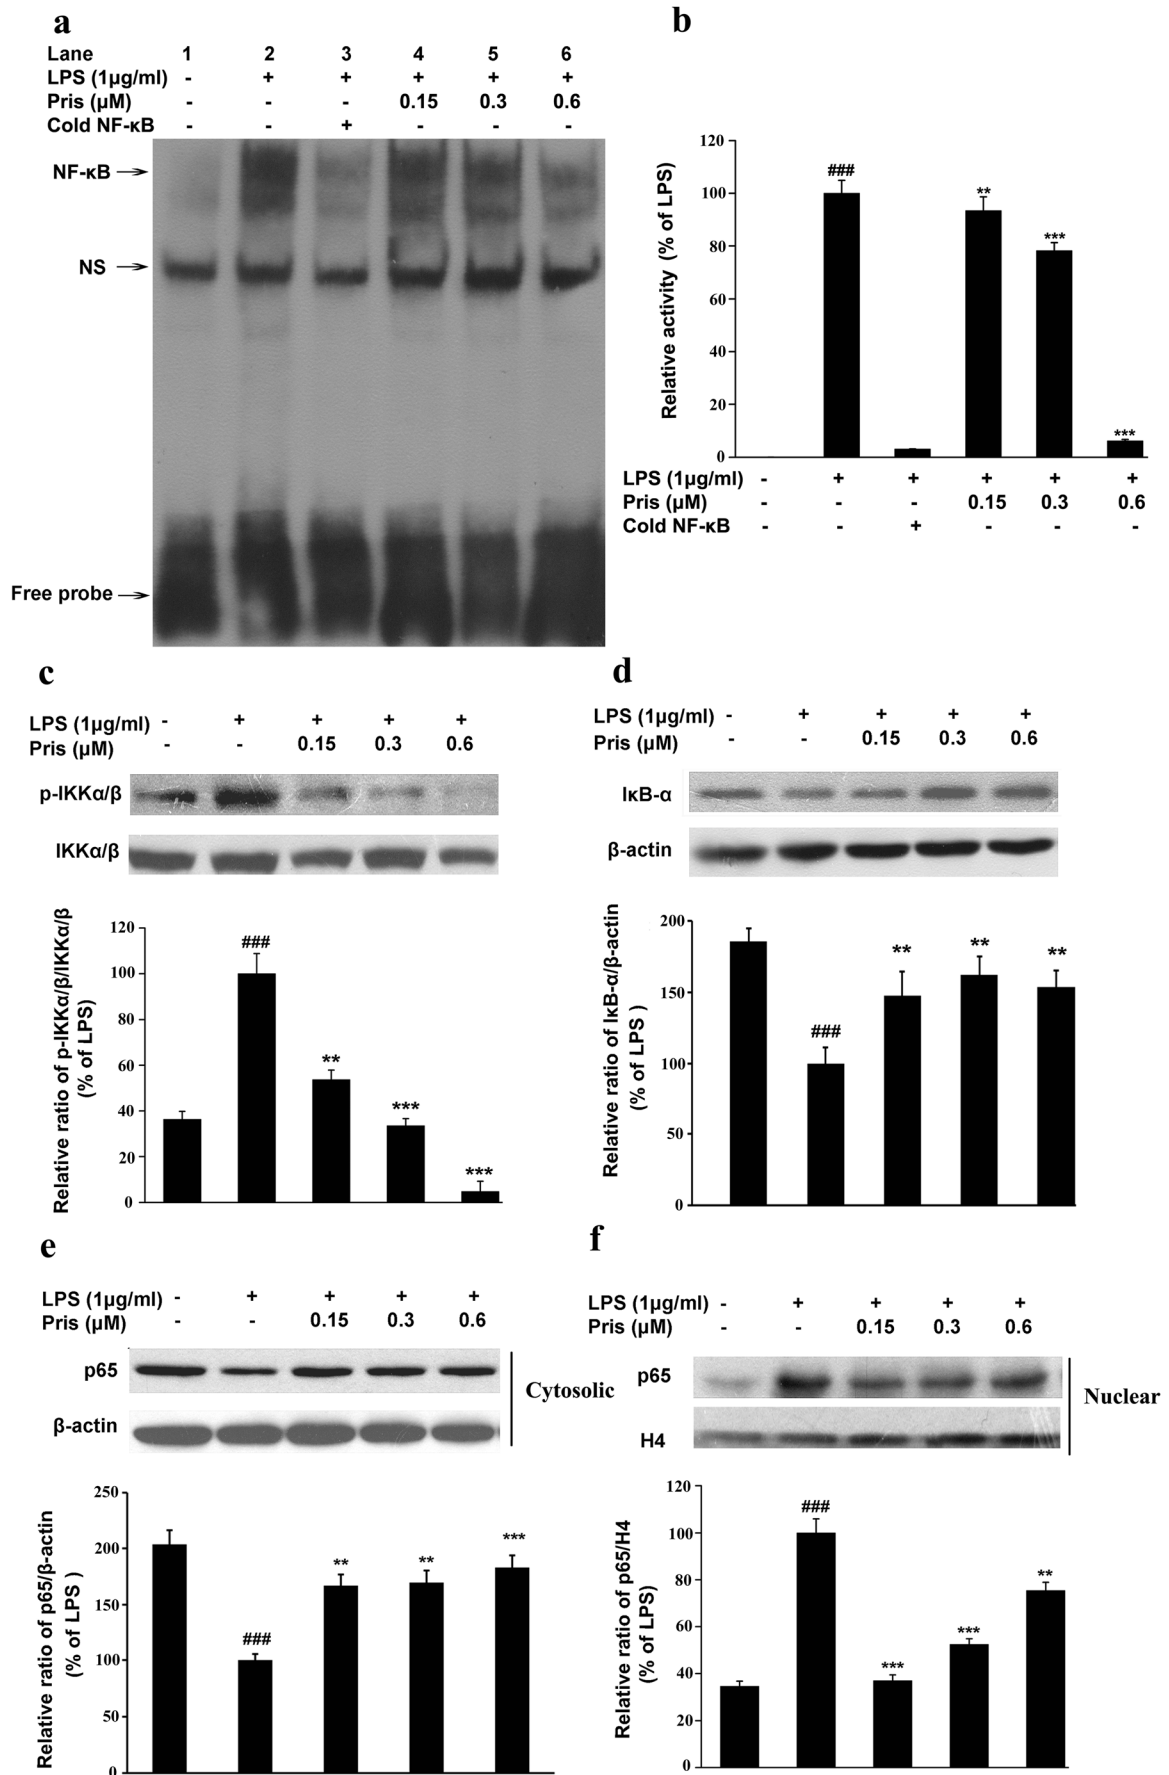 a
Lane 1 2 3 4 5 6
LPS (1μg/ml) - + + + + +
Pris (μM) - - - 0.15 0.3 0.6
Cold NF-κB - - + - - -
NF-κB →
NS →
Free probe →
b
Relative activity (% of LPS)
120
100
80
60
40
20
0
###
**
***
***
LPS (1μg/ml) - + + + + +
Pris (μM) - - - 0.15 0.3 0.6
Cold NF-κB - - + - - -
c
LPS (1μg/ml) - + + + +
Pris (μM) - - 0.15 0.3 0.6
p-IKKα/β
IKKα/β
Relative ratio of p-IKKα/β/IKKα/β
(% of LPS)
120
100
80
60
40
20
0
###
**
***
***
d
LPS (1μg/ml) - + + + +
Pris (μM) - - 0.15 0.3 0.6
IκB-α
β-actin
Relative ratio of IκB-α/β-actin
(% of LPS )
200
150
100
50
0
###
**
**
**
e
LPS (1μg/ml) - + + + +
Pris (μM) - - 0.15 0.3 0.6
p65
β-actin
Cytosolic
Relative ratio of p65/β-actin
(% of LPS )
250
200
150
100
50
0
###
**
**
***
f
LPS (1μg/ml) - + + + +
Pris (μM) - - 0.15 0.3 0.6
p65
H4
Nuclear
Relative ratio of p65/H4
(% of LPS)
120
100
80
60
40
20
0
###
***
***
**